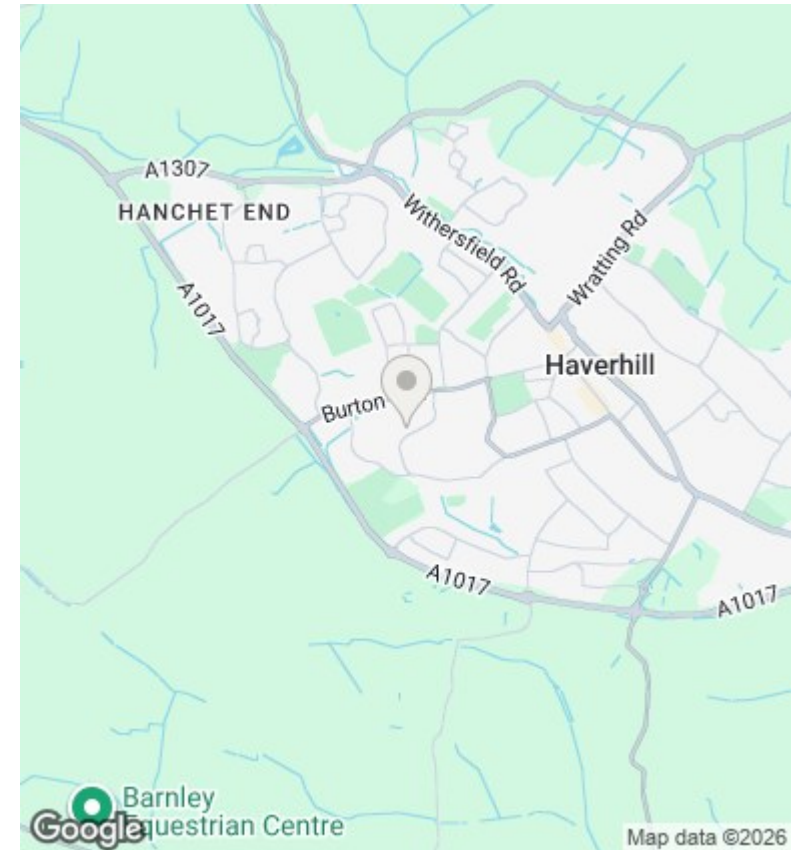 A1307
HANCHET END
Withersfield Rd
Wratting Rd
A1017
Haverhill
Burton
A1017
A1017
Barnley
Equestrian Centre
Google
Map data ©2026